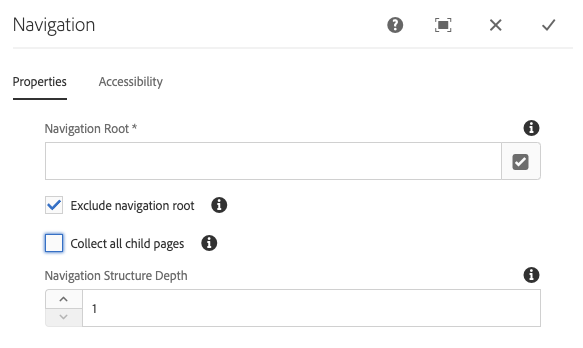 Navigation
Properties Accessibility
Navigation Root *
Exclude navigation root
Collect all child pages
Navigation Structure Depth
1